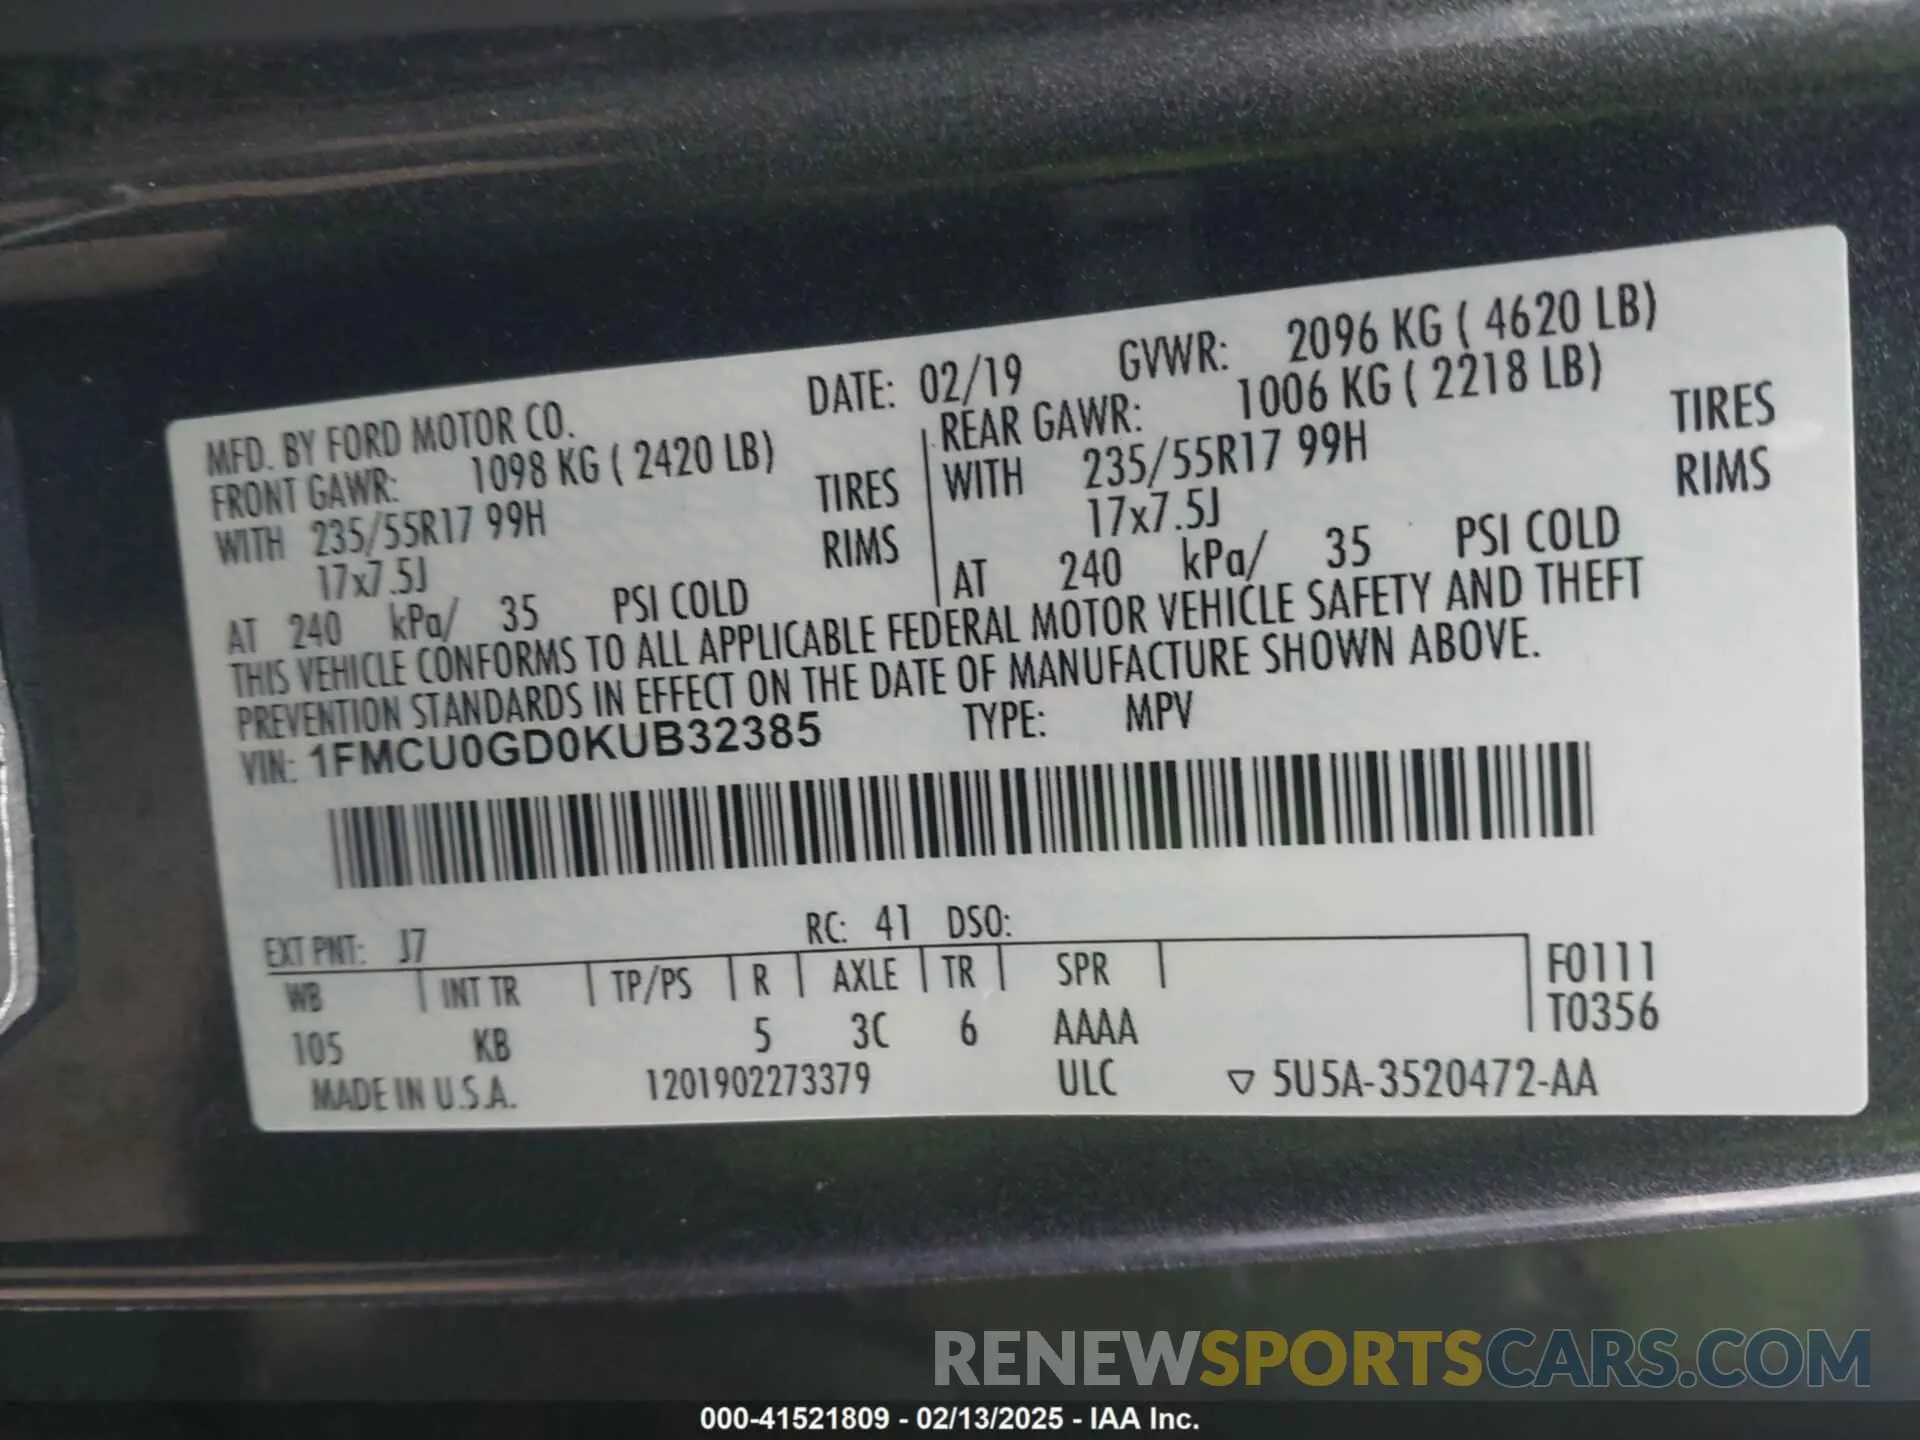 MFD. BY FORD MOTOR CO. DATE: 02/19 GVWR: 2096 KG ( 4620 LB)
FRONT GAWR: 1098 KG ( 2420 LB) REAR GAWR: 1006 KG ( 2218 LB)
WITH 235/55R17 99H TIRES WITH 235/55R17 99H TIRES
17x7.5J RIMS 17x7.5J RIMS
AT 240 kPa/ 35 PSI COLD AT 240 kPa/ 35 PSI COLD
THIS VEHICLE CONFORMS TO ALL APPLICABLE FEDERAL MOTOR VEHICLE SAFETY AND THEFT
PREVENTION STANDARDS IN EFFECT ON THE DATE OF MANUFACTURE SHOWN ABOVE.
VIN: 1FMCU0GD0KUB32385 TYPE: MPV
EXT PNT: J7 RC: 41 DSO:
WB INT TR TP/PS R AXLE TR SPR F0111
105 KB 5 3C 6 AAAA T0356
MADE IN U.S.A. 1201902273379 ULC ▽ 5U5A-3520472-AA
RENEWSPORTSCARS.COM
000-41521809 - 02/13/2025 - IAA Inc.